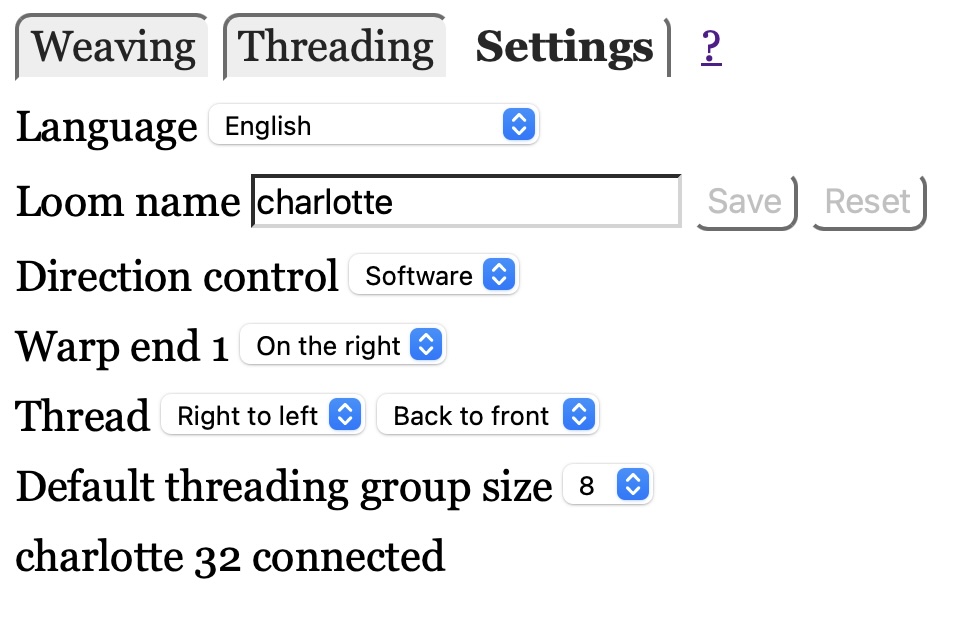 Weaving Threading Settings ?
Language English
Loom name charlotte Save Reset
Direction control Software
Warp end 1 On the right
Thread Right to left Back to front
Default threading group size 8
charlotte 32 connected